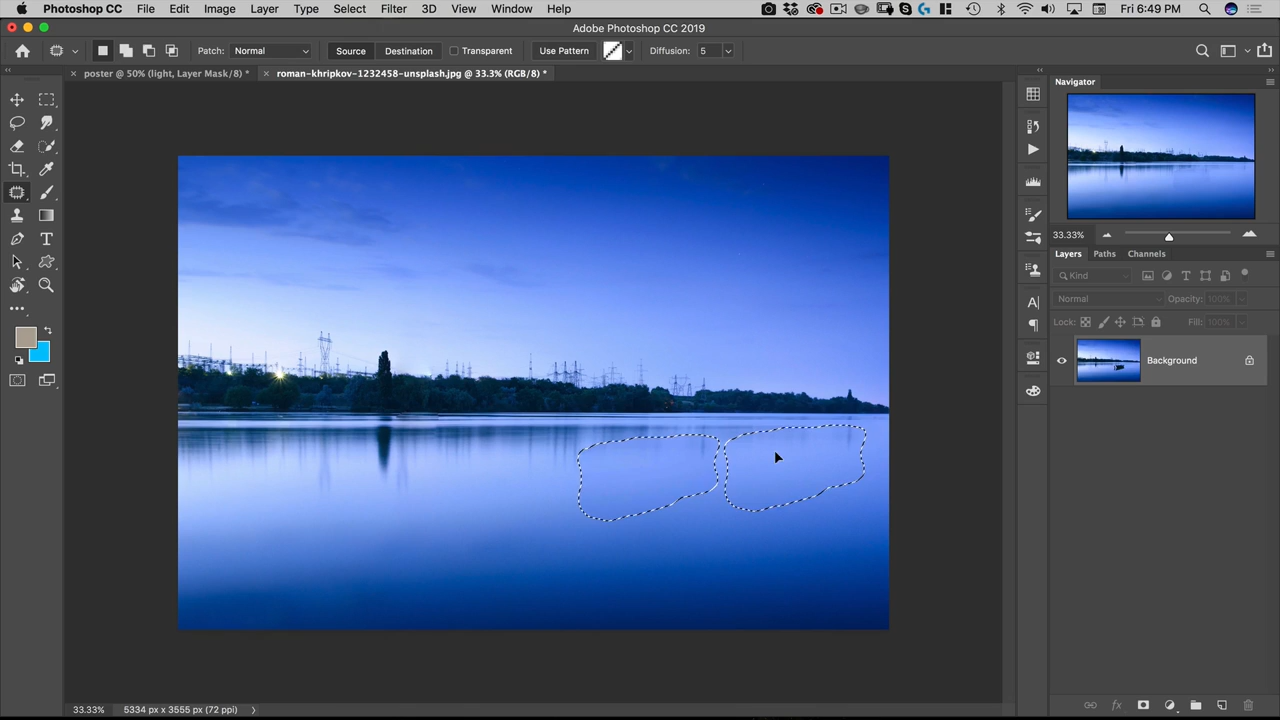 Photoshop CC File Edit Image Layer Type Select Filter 3D View Window Help Fri 6:49 PM
Adobe Photoshop CC 2019
Patch: Normal Source Destination Transparent Use Pattern Diffusion: 5
× poster @ 50% (light, Layer Mask/8) * × roman-khripkov-1232458-unsplash.jpg @ 33.3% (RGB/8) *
Navigator
33.33%
Layers Paths Channels
Kind
Normal Opacity: 100%
Lock: Fill: 100%
Background
fx
33.33% 5334 px x 3555 px (72 ppi)